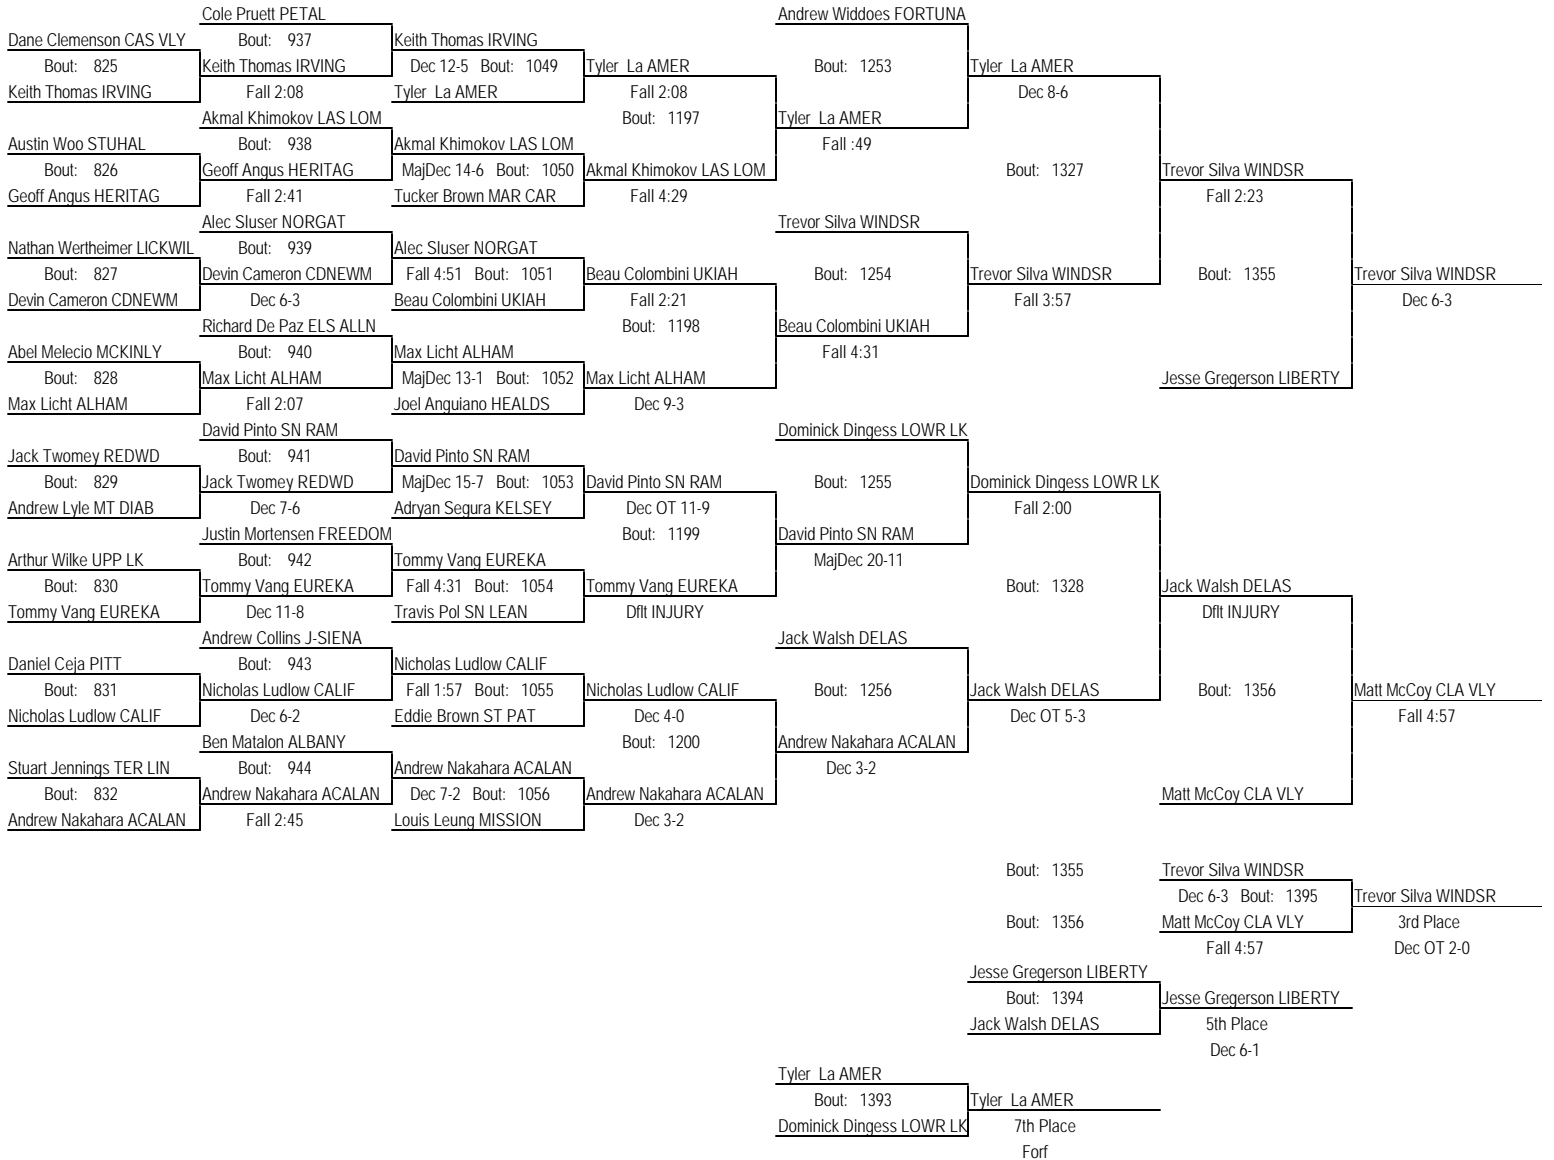 Cole Pruett PETAL Andrew Widdoes FORTUNA
Dane Clemenson CAS VLY Bout: 937 Keith Thomas IRVING
Bout: 825 Keith Thomas IRVING Dec 12-5 Bout: 1049 Tyler La AMER Bout: 1253 Tyler La AMER
Keith Thomas IRVING Fall 2:08 Tyler La AMER Fall 2:08 Dec 8-6
Akmal Khimokov LAS LOM Bout: 1197 Tyler La AMER
Austin Woo STUHAL Bout: 938 Akmal Khimokov LAS LOM Fall :49
Bout: 826 Geoff Angus HERITAG MajDec 14-6 Bout: 1050 Akmal Khimokov LAS LOM Bout: 1327 Trevor Silva WINDSR
Geoff Angus HERITAG Fall 2:41 Tucker Brown MAR CAR Fall 4:29 Fall 2:23
Alec Sluser NORGAT Trevor Silva WINDSR
Nathan Wertheimer LICKWIL Bout: 939 Alec Sluser NORGAT
Bout: 827 Devin Cameron CDNEWM Fall 4:51 Bout: 1051 Beau Colombini UKIAH Bout: 1254 Trevor Silva WINDSR Bout: 1355 Trevor Silva WINDSR
Devin Cameron CDNEWM Dec 6-3 Beau Colombini UKIAH Fall 2:21 Fall 3:57 Dec 6-3
Richard De Paz ELS ALLN Bout: 1198 Beau Colombini UKIAH
Abel Melecio MCKINLY Bout: 940 Max Licht ALHAM Fall 4:31
Bout: 828 Max Licht ALHAM MajDec 13-1 Bout: 1052 Max Licht ALHAM Jesse Gregerson LIBERTY
Max Licht ALHAM Fall 2:07 Joel Anguiano HEALDS Dec 9-3
David Pinto SN RAM Dominick Dingess LOWR LK
Jack Twomey REDWD Bout: 941 David Pinto SN RAM
Bout: 829 Jack Twomey REDWD MajDec 15-7 Bout: 1053 David Pinto SN RAM Bout: 1255 Dominick Dingess LOWR LK
Andrew Lyle MT DIAB Dec 7-6 Adryan Segura KELSEY Dec OT 11-9 Fall 2:00
Justin Mortensen FREEDOM Bout: 1199 David Pinto SN RAM
Arthur Wilke UPP LK Bout: 942 Tommy Vang EUREKA MajDec 20-11
Bout: 830 Tommy Vang EUREKA Fall 4:31 Bout: 1054 Tommy Vang EUREKA Bout: 1328 Jack Walsh DELAS
Tommy Vang EUREKA Dec 11-8 Travis Pol SN LEAN Dflt INJURY Dflt INJURY
Andrew Collins J-SIENA Jack Walsh DELAS
Daniel Ceja PITT Bout: 943 Nicholas Ludlow CALIF
Bout: 831 Nicholas Ludlow CALIF Fall 1:57 Bout: 1055 Nicholas Ludlow CALIF Bout: 1256 Jack Walsh DELAS Bout: 1356 Matt McCoy CLA VLY
Nicholas Ludlow CALIF Dec 6-2 Eddie Brown ST PAT Dec 4-0 Dec OT 5-3 Fall 4:57
Ben Matalon ALBANY Bout: 1200 Andrew Nakahara ACALAN
Stuart Jennings TER LIN Bout: 944 Andrew Nakahara ACALAN Dec 3-2
Bout: 832 Andrew Nakahara ACALAN Dec 7-2 Bout: 1056 Andrew Nakahara ACALAN Matt McCoy CLA VLY
Andrew Nakahara ACALAN Fall 2:45 Louis Leung MISSION Dec 3-2
Bout: 1355 Trevor Silva WINDSR
Dec 6-3 Bout: 1395 Trevor Silva WINDSR
Bout: 1356 Matt McCoy CLA VLY 3rd Place
Fall 4:57 Dec OT 2-0
Jesse Gregerson LIBERTY
Bout: 1394 Jesse Gregerson LIBERTY
Jack Walsh DELAS 5th Place
Dec 6-1
Tyler La AMER
Bout: 1393 Tyler La AMER
Dominick Dingess LOWR LK 7th Place
Forf